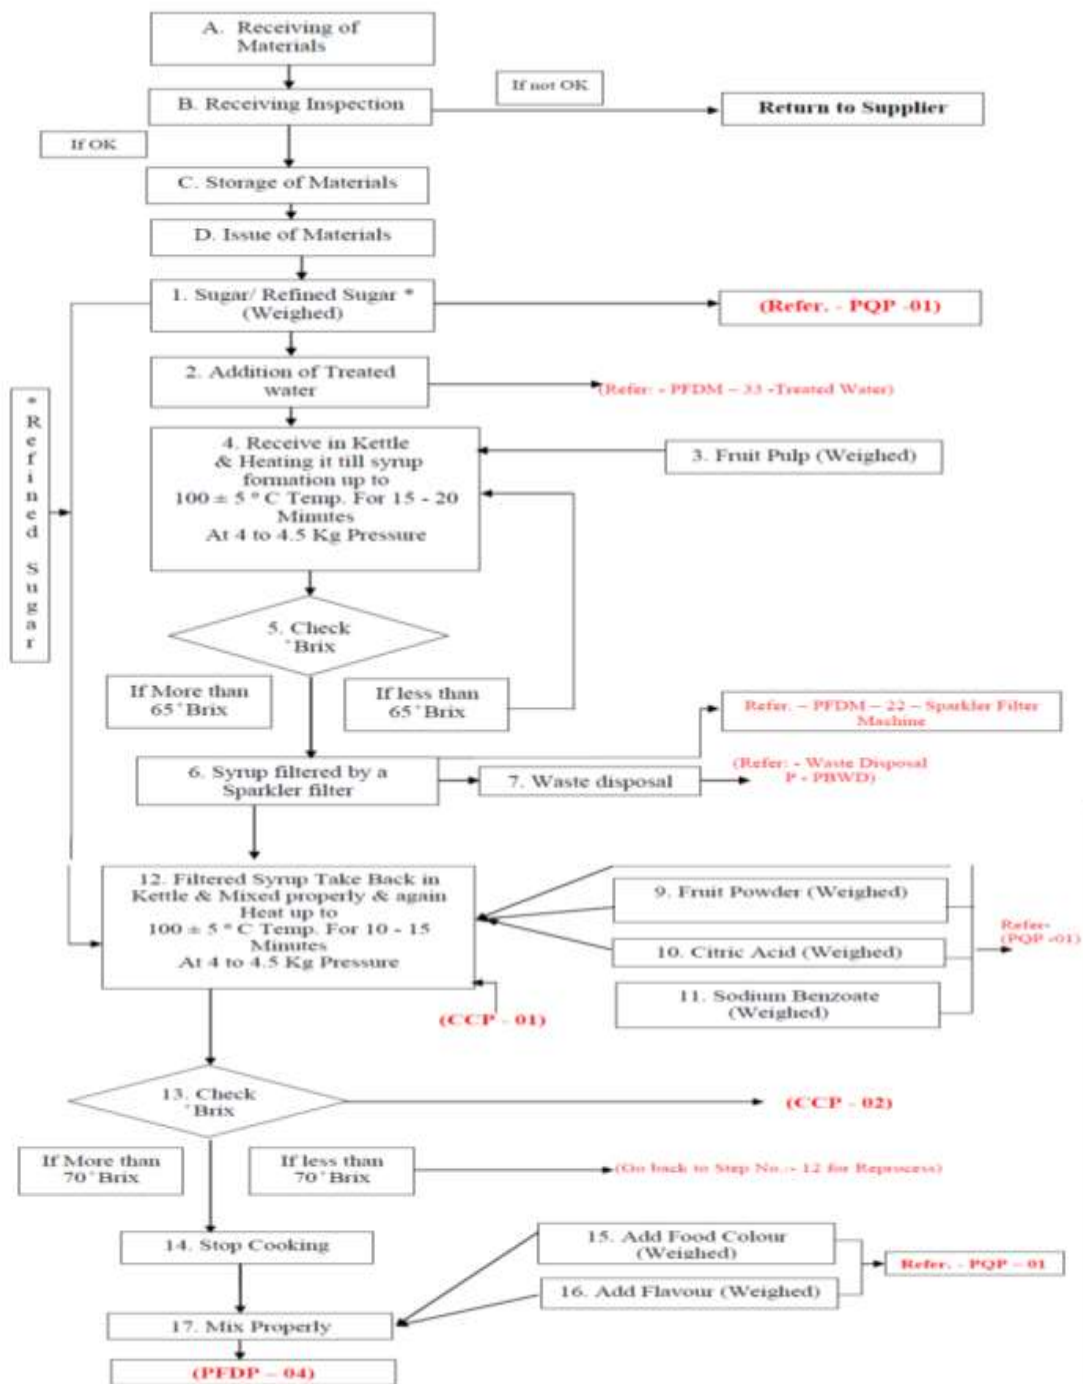 A. Receiving of
Materials
If not OK
B. Receiving Inspection
Return to Supplier
If OK
C. Storage of Materials
D. Issue of Materials
1. Sugar/ Refined Sugar *
(Weighed)
(Refer. - PQP -01)
2. Addition of Treated
water
(Refer: - PFDM - 33 -Treated Water)
* Refined Sugar
4. Receive in Kettle
& Heating it till syrup
formation up to
100 ± 5 ° C Temp. For 15 - 20
Minutes
At 4 to 4.5 Kg Pressure
3. Fruit Pulp (Weighed)
5. Check
°Brix
If More than
65°Brix
If less than
65°Brix
Refer. - PFDM - 22 - Sparkler Filter
Machine
6. Syrup filtered by a
Sparkler filter
7. Waste disposal
(Refer: - Waste Disposal
P - PBWD)
12. Filtered Syrup Take Back in
Kettle & Mixed properly & again
Heat up to
100 ± 5 ° C Temp. For 10 - 15
Minutes
At 4 to 4.5 Kg Pressure
9. Fruit Powder (Weighed)
10. Citric Acid (Weighed)
11. Sodium Benzoate
(Weighed)
Refer-
(PQP -01)
(CCP - 01)
13. Check
°Brix
(CCP - 02)
If More than
70°Brix
If less than
70°Brix
(Go back to Step No.:- 12 for Reprocess)
14. Stop Cooking
15. Add Food Colour
(Weighed)
16. Add Flavour (Weighed)
Refer. - PQP - 01
17. Mix Properly
(PFDP - 04)